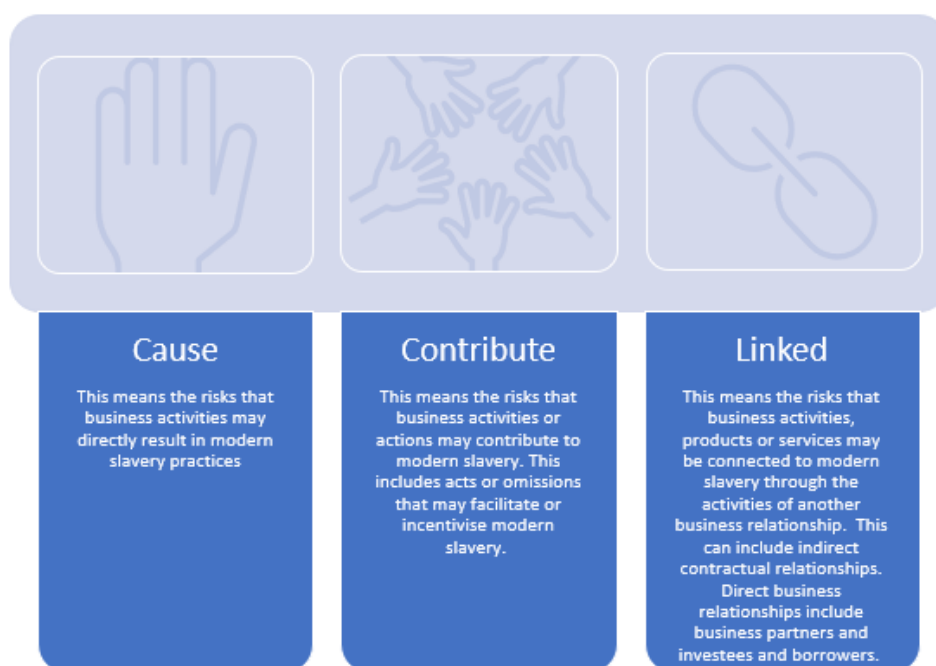 Cause
This means the risks that
business activities may
directly result in modern
slavery practices
Contribute
This means the risks that
business activities or
actions may contribute to
modern slavery. This
includes acts or omissions
that may facilitate or
incentivise modern
slavery.
Linked
This means the risks that
business activities,
products or services may
be connected to modern
slavery through the
activities of another
business relationship.  This
can include indirect
contractual relationships.
Direct business
relationships include
business partners and
investees and borrowers.